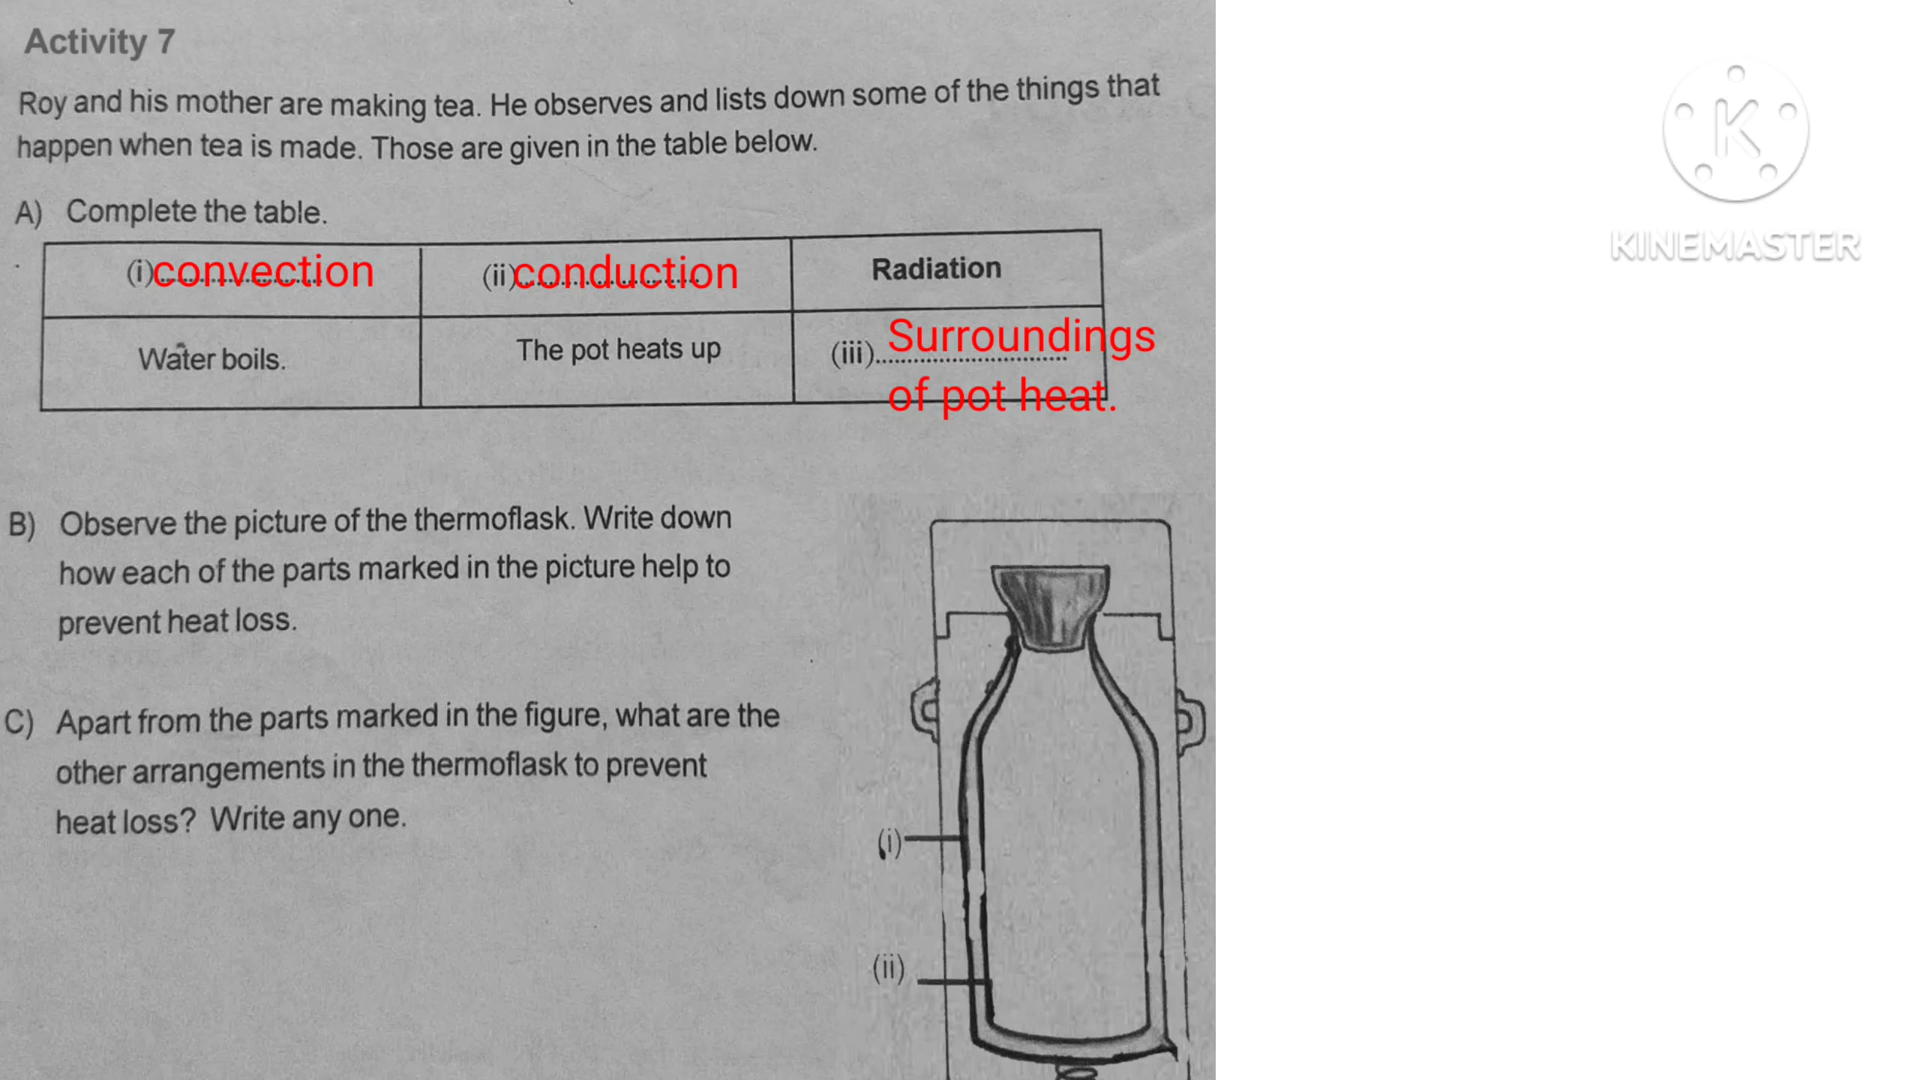 Activity 7
Roy and his mother are making tea. He observes and lists down some of the things that
happen when tea is made. Those are given in the table below.
A) Complete the table.
(i)convection
(ii)conduction
Radiation
Water boils.
The pot heats up
(iii) Surroundings
of pot heat.
B) Observe the picture of the thermoflask. Write down
how each of the parts marked in the picture help to
prevent heat loss.
C) Apart from the parts marked in the figure, what are the
other arrangements in the thermoflask to prevent
heat loss? Write any one.
(i)
(ii)
K
KINEMASTER